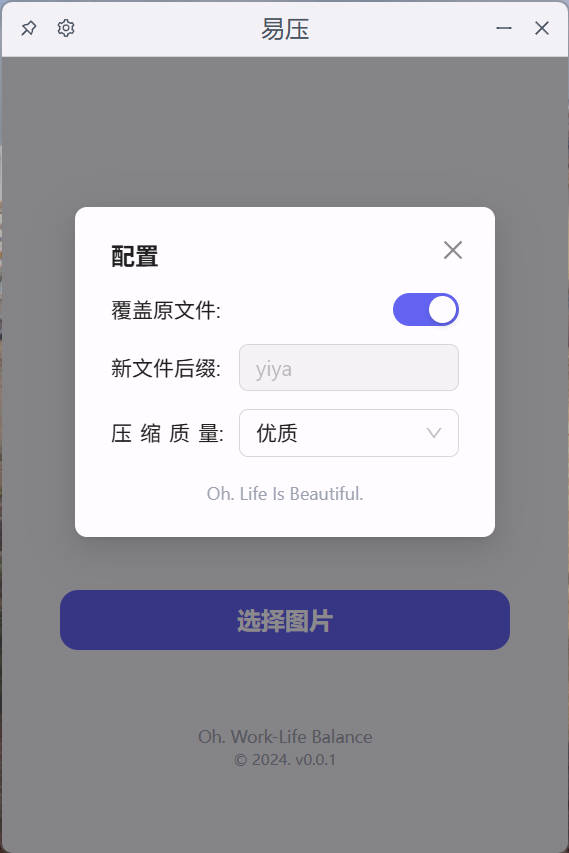 易压
配置
覆盖原文件:
新文件后缀: yiya
压缩质量: 优质
Oh. Life Is Beautiful.
选择图片
Oh. Work-Life Balance
© 2024. v0.0.1